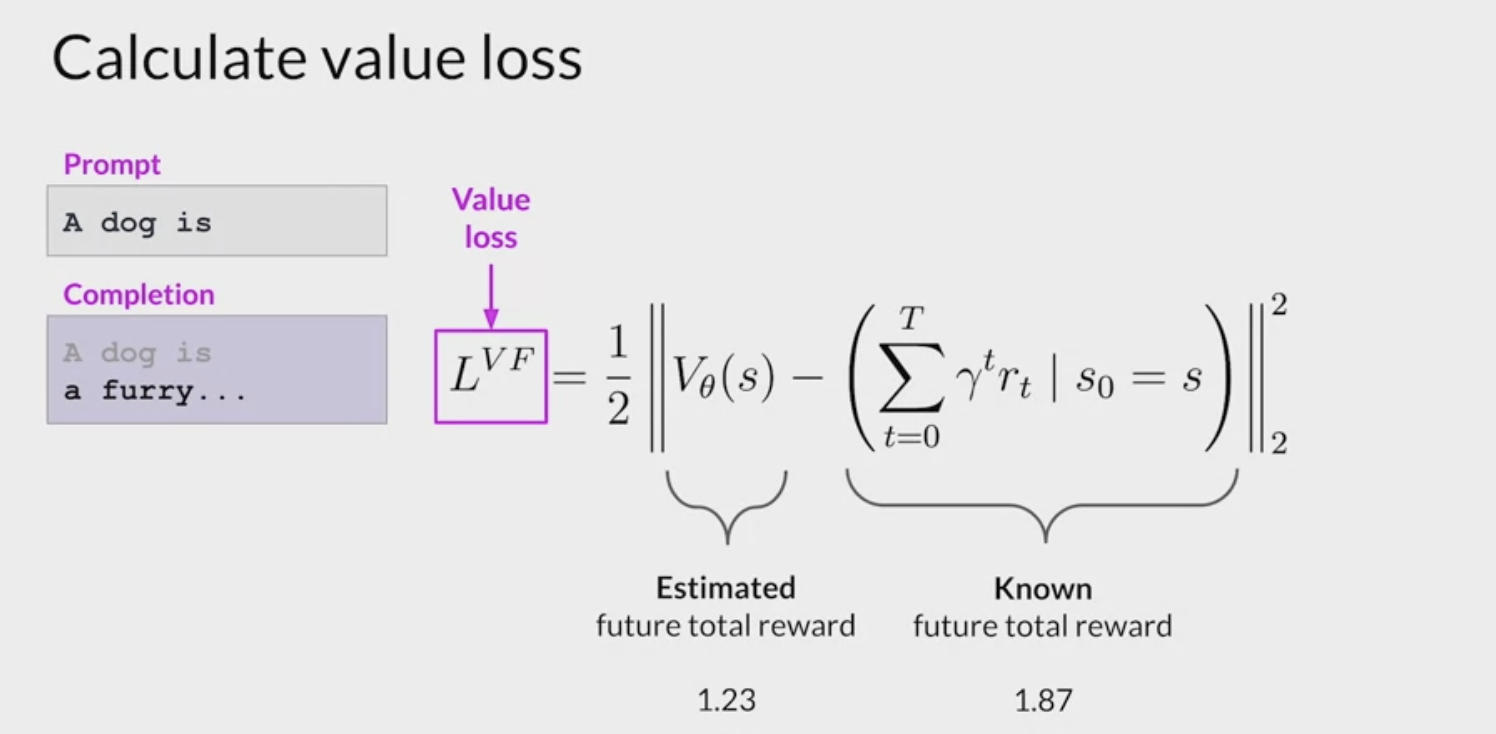 Calculate value loss
Prompt
A dog is
Completion
A dog is
a furry...
Value
loss
L^{VF} = \frac{1}{2} \left\| V_\theta(s) - \left( \sum_{t=0}^{T} \gamma^t r_t \mid s_0 = s \right) \right\|_2^2
Estimated
future total reward
1.23
Known
future total reward
1.87